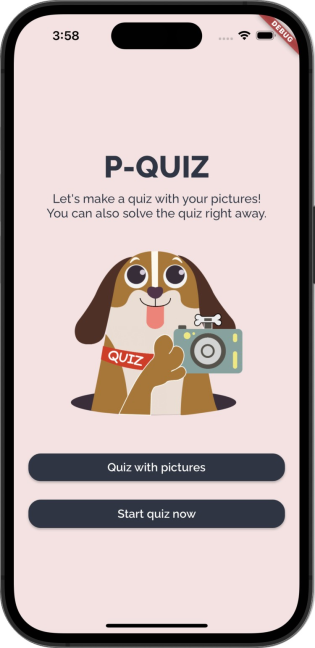 3:58
DEBUG
P-QUIZ
Let's make a quiz with your pictures!
You can also solve the quiz right away.
QUIZ
Quiz with pictures
Start quiz now